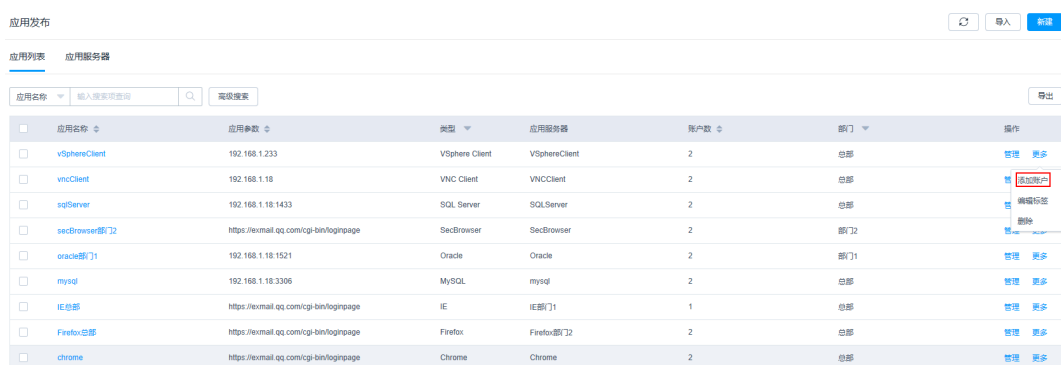 应用发布 导入 新建
应用列表 应用服务器
应用名称 输入搜索项查询 高级搜索 导出
应用名称 应用参数 类型 应用服务器 账户数 部门 操作
vSphereClient 192.168.1.233 VSphere Client VSphereClient 2 总部 管理 更多
vncClient 192.168.1.18 VNC Client VNCClient 2 总部 添加账户
sqlServer 192.168.1.18:1433 SQL Server SQLServer 2 总部 编辑标签
删除
secBrowser部门2 https://exmail.qq.com/cgi-bin/loginpage SecBrowser SecBrowser 2 部门2
oracle部门1 192.168.1.18:1521 Oracle Oracle 2 部门1 管理 更多
mysql 192.168.1.18:3306 MySQL mysql 2 总部 管理 更多
IE总部 https://exmail.qq.com/cgi-bin/loginpage IE IE部门1 1 总部 管理 更多
Firefox总部 https://exmail.qq.com/cgi-bin/loginpage Firefox Firefox部门2 2 总部 管理 更多
chrome https://exmail.qq.com/cgi-bin/loginpage Chrome Chrome 2 总部 管理 更多